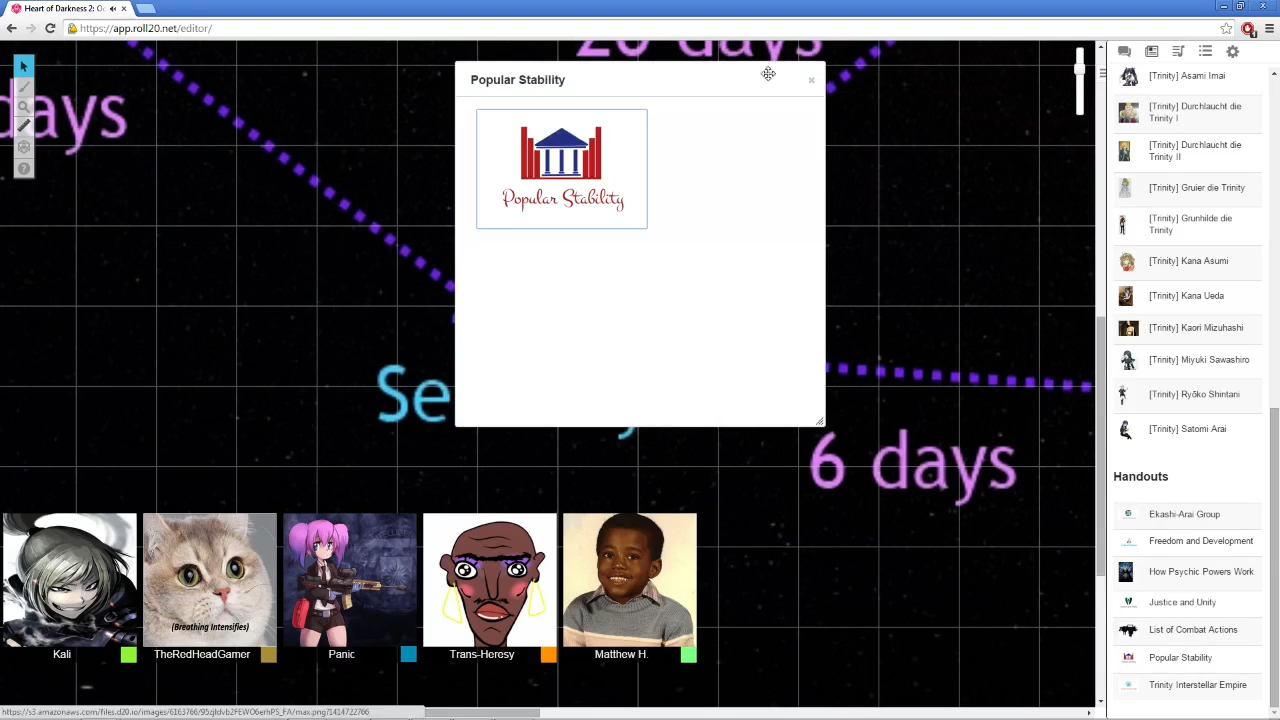 Heart of Darkness 2: Oc
https://app.roll20.net/editor/
20 days
days
Popular Stability
Popular Stability
Se
6 days
(Breathing Intensifies)
Kali
TheRedHeadGamer
Panic
Trans-Heresy
Matthew H.
[Trinity] Asami Imai
[Trinity] Durchlaucht die
Trinity I
[Trinity] Durchlaucht die
Trinity II
[Trinity] Gruier die Trinity
[Trinity] Grunhilde die
Trinity
[Trinity] Kana Asumi
[Trinity] Kana Ueda
[Trinity] Kaori Mizuhashi
[Trinity] Miyuki Sawashiro
[Trinity] Ryōko Shintani
[Trinity] Satomi Arai
Handouts
Ekashi-Arai Group
Freedom and Development
How Psychic Powers Work
Justice and Unity
List of Combat Actions
Popular Stability
Trinity Interstellar Empire